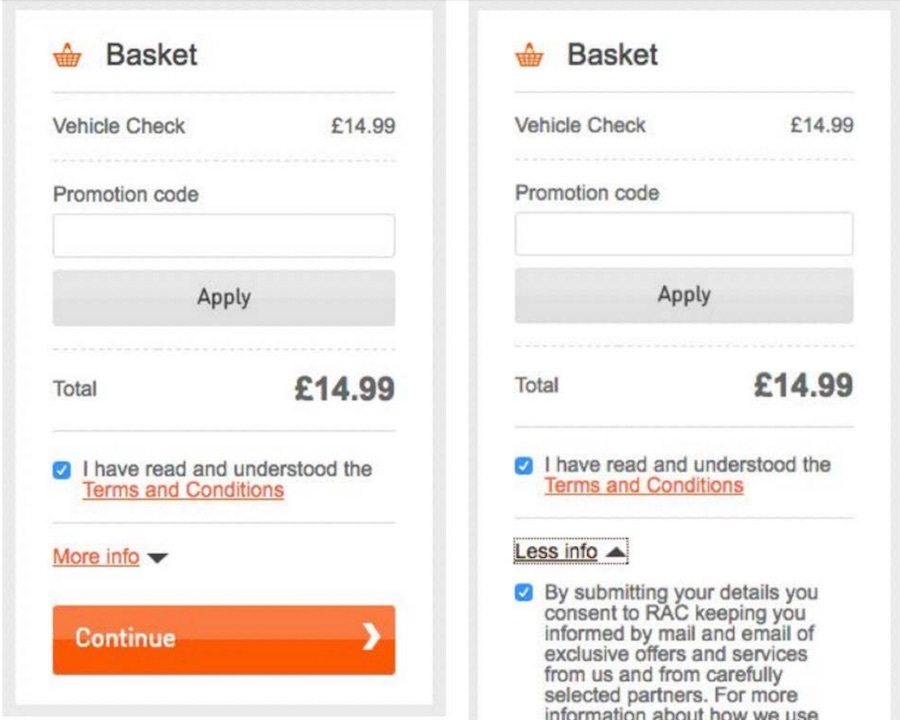 Basket
Vehicle Check £14.99
Promotion code
Apply
Total £14.99
I have read and understood the
Terms and Conditions
More info
Continue
Basket
Vehicle Check £14.99
Promotion code
Apply
Total £14.99
I have read and understood the
Terms and Conditions
Less info
By submitting your details you
consent to RAC keeping you
informed by mail and email of
exclusive offers and services
from us and from carefully
selected partners. For more
information about how we use